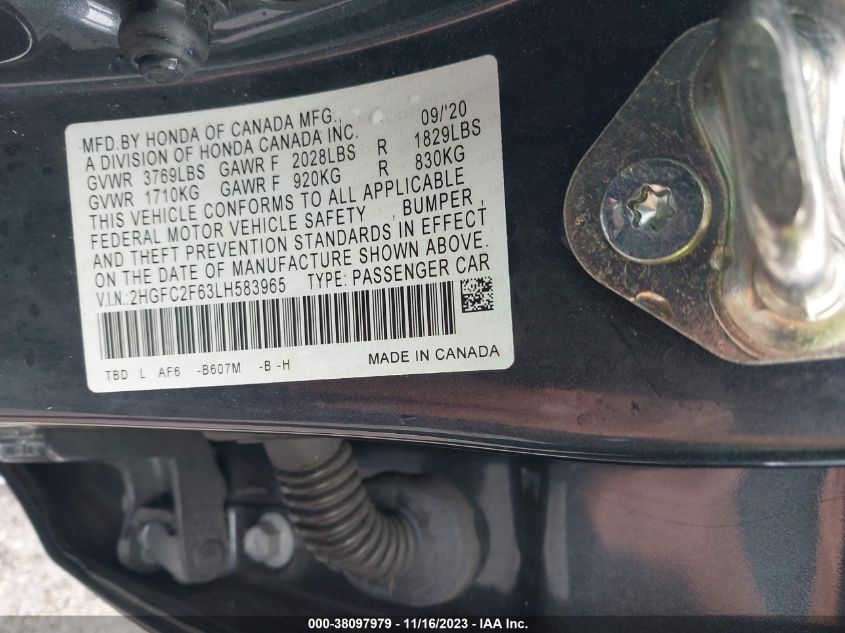 MFD.BY HONDA OF CANADA MFG., 09/'20
A DIVISION OF HONDA CANADA INC.
GVWR 3769LBS GAWR F 2028LBS R 1829LBS
GVWR 1710KG GAWR F 920KG R 830KG
THIS VEHICLE CONFORMS TO ALL APPLICABLE
FEDERAL MOTOR VEHICLE SAFETY , BUMPER,
AND THEFT PREVENTION STANDARDS IN EFFECT
ON THE DATE OF MANUFACTURE SHOWN ABOVE.
V.I.N.:2HGFC2F63LH583965 TYPE: PASSENGER CAR
TBD L AF6 -B607M -B -H MADE IN CANADA
000-38097979 - 11/16/2023 - IAA Inc.